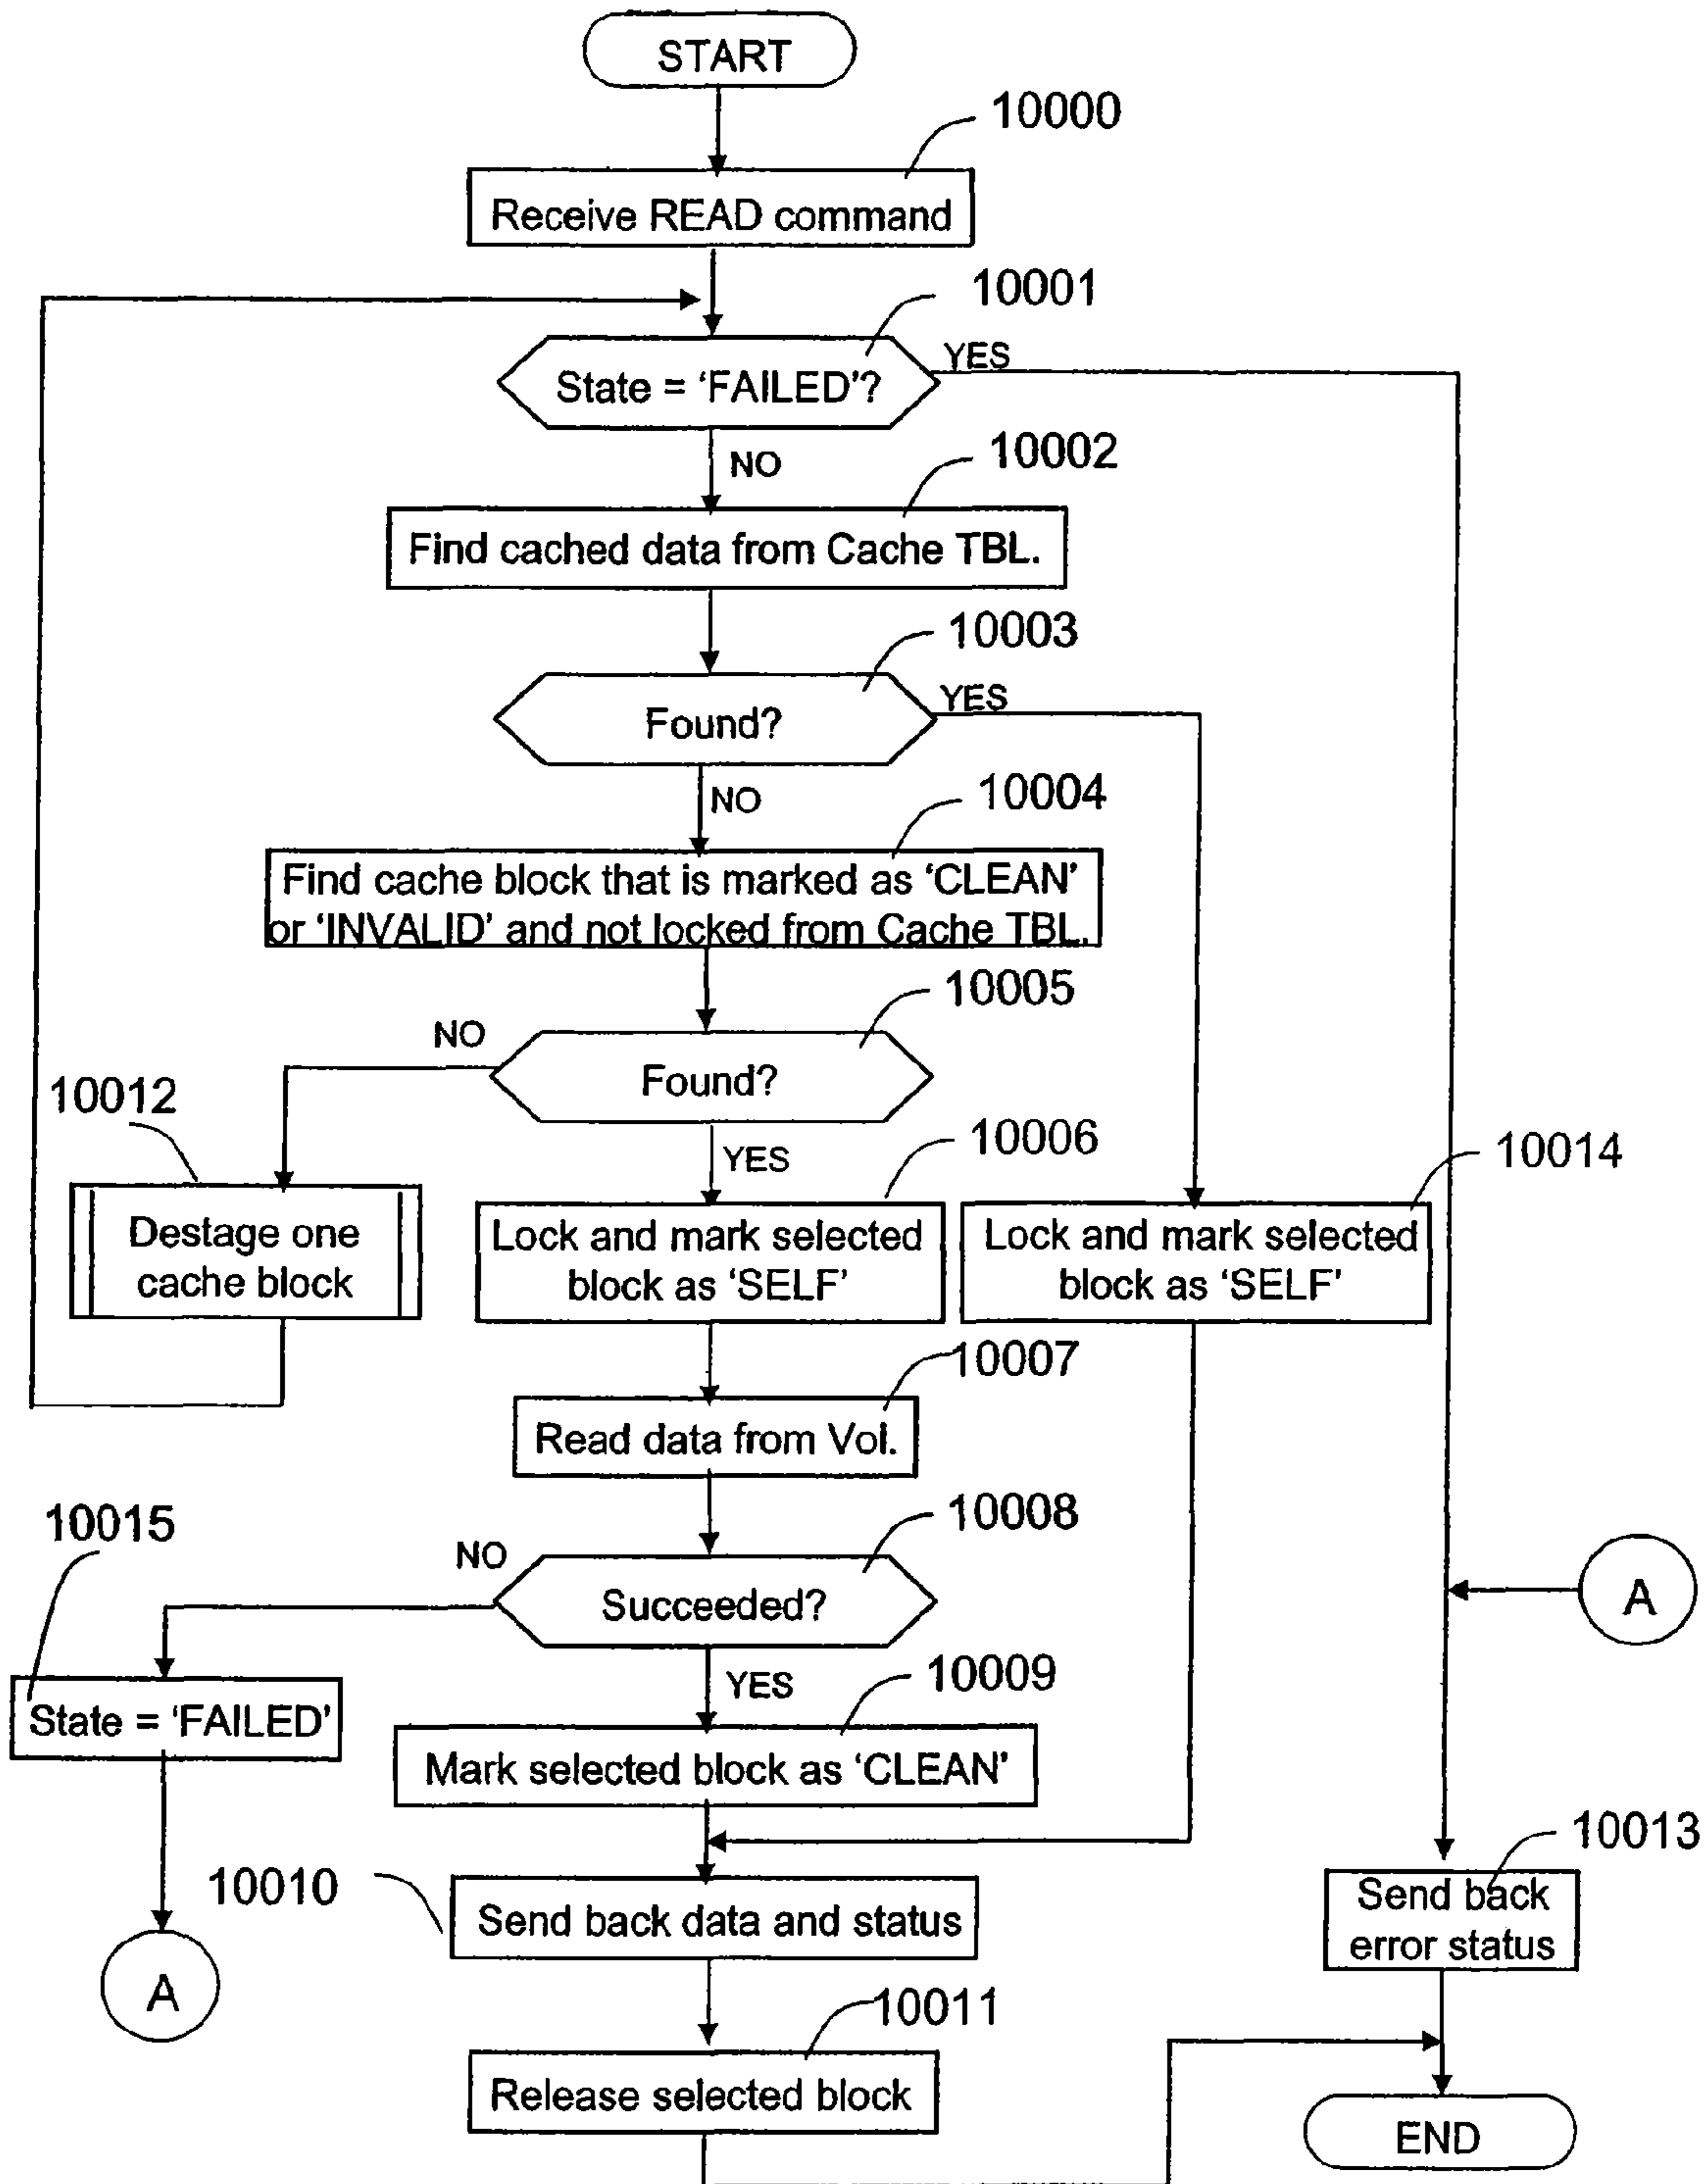 START
10000
Receive READ command
10001
State = ‘FAILED’?
YES
NO
10002
Find cached data from Cache TBL.
10003
Found?
YES
NO
10004
Find cache block that is marked as ‘CLEAN’
or ‘INVALID’ and not locked from Cache TBL.
10005
NO
Found?
10012
YES
10006
10014
Destage one
cache block
Lock and mark selected
block as ‘SELF’
Lock and mark selected
block as ‘SELF’
10007
Read data from Vol.
10008
10015
NO
Succeeded?
A
YES
10009
State = ‘FAILED’
Mark selected block as ‘CLEAN’
10013
10010
Send back data and status
Send back
error status
A
10011
Release selected block
END